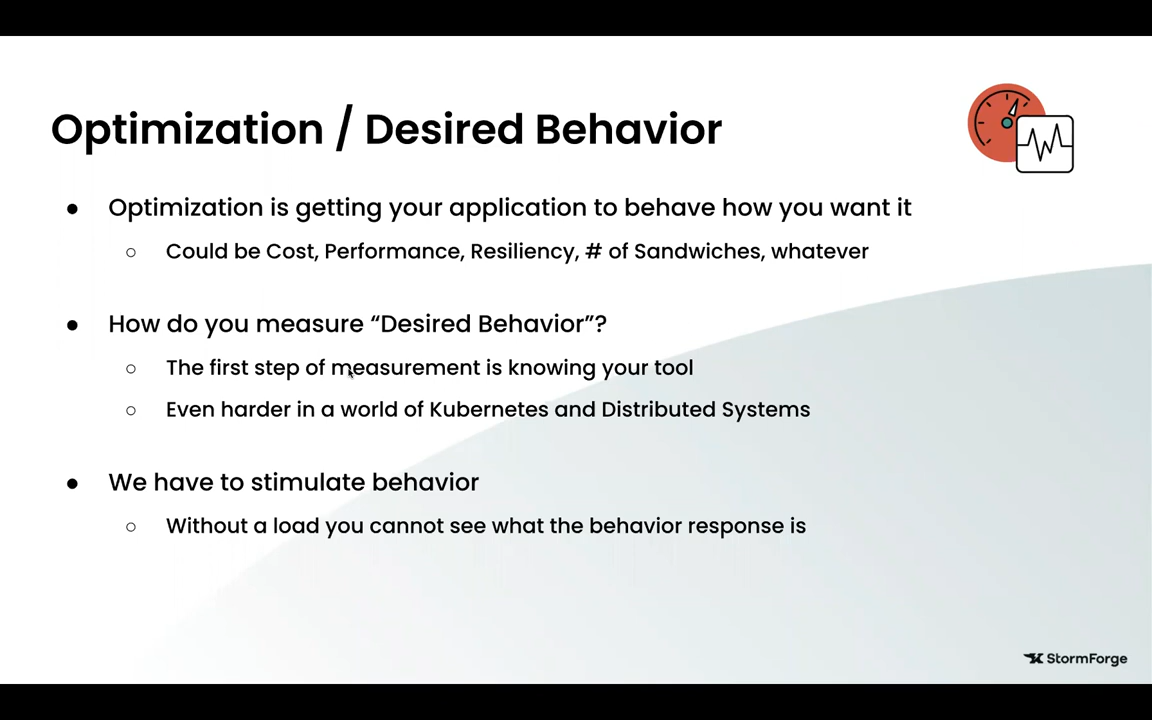 Optimization / Desired Behavior
● Optimization is getting your application to behave how you want it
○ Could be Cost, Performance, Resiliency, # of Sandwiches, whatever
● How do you measure “Desired Behavior”?
○ The first step of measurement is knowing your tool
○ Even harder in a world of Kubernetes and Distributed Systems
● We have to stimulate behavior
○ Without a load you cannot see what the behavior response is
StormForge